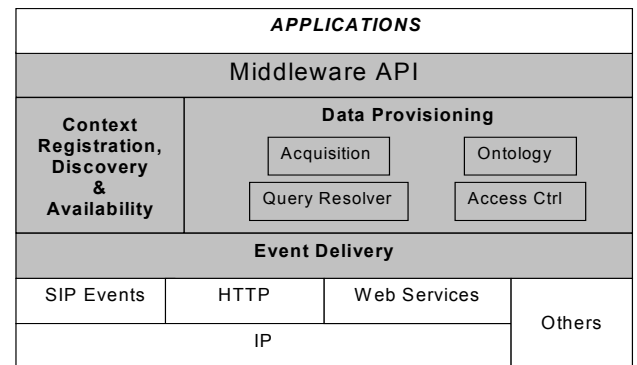 APPLICATIONS
Middleware API
Context
Registration,
Discovery
&
Availability
Data Provisioning
Acquisition
Ontology
Query Resolver
Access Ctrl
Event Delivery
SIP Events
HTTP
Web Services
Others
IP